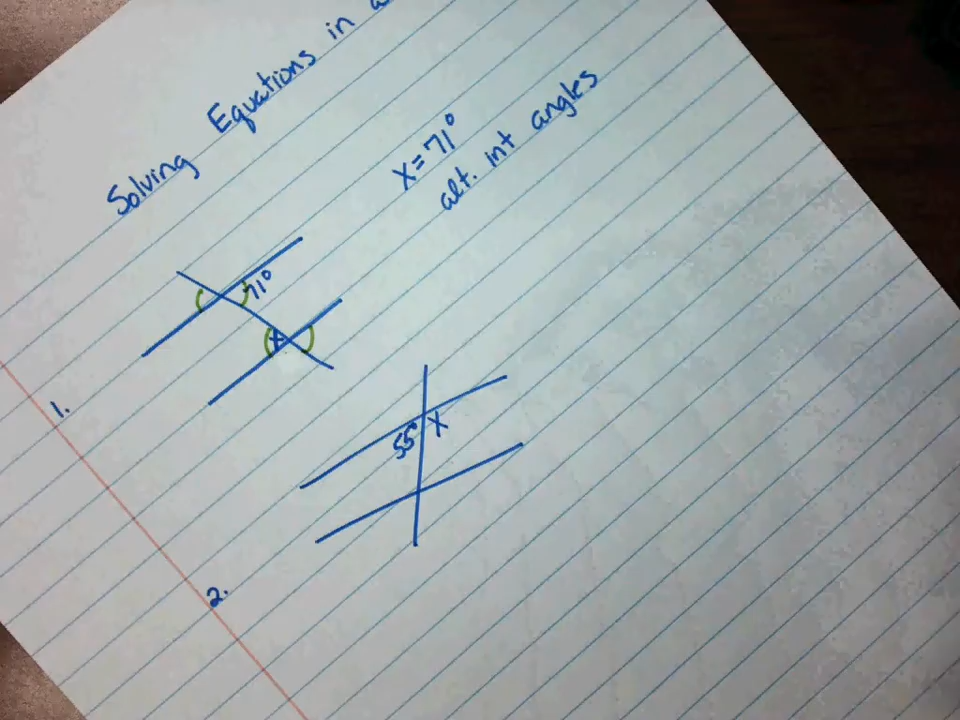 Solving Equations in
x = 71°
alt. int angles
1.
71°
x
2.
55°
x